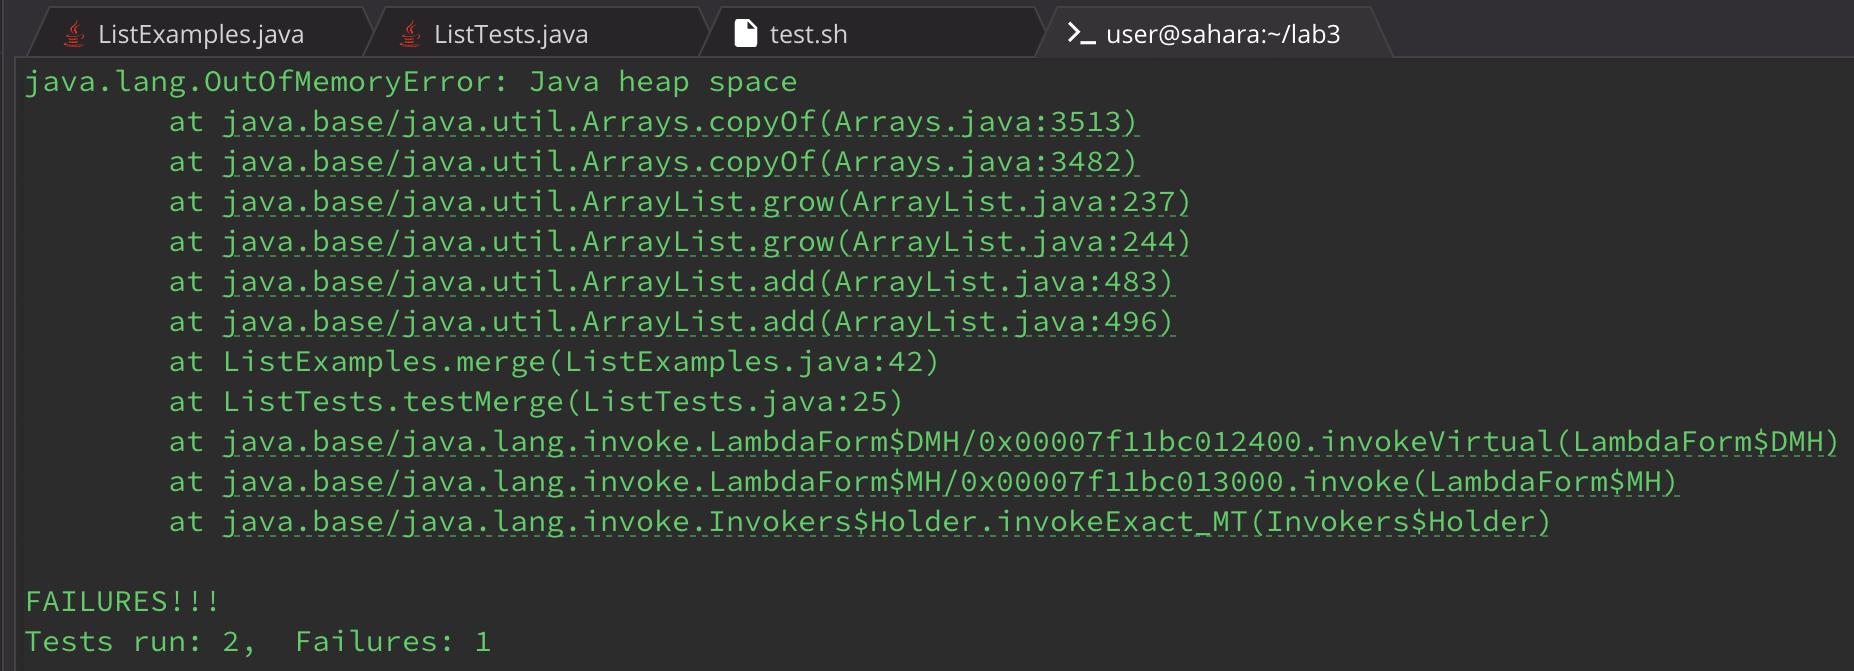 ListExamples.java ListTests.java test.sh user@sahara:~/lab3
java.lang.OutOfMemoryError: Java heap space
        at java.base/java.util.Arrays.copyOf(Arrays.java:3513)
        at java.base/java.util.Arrays.copyOf(Arrays.java:3482)
        at java.base/java.util.ArrayList.grow(ArrayList.java:237)
        at java.base/java.util.ArrayList.grow(ArrayList.java:244)
        at java.base/java.util.ArrayList.add(ArrayList.java:483)
        at java.base/java.util.ArrayList.add(ArrayList.java:496)
        at ListExamples.merge(ListExamples.java:42)
        at ListTests.testMerge(ListTests.java:25)
        at java.base/java.lang.invoke.LambdaForm$DMH/0x00007f11bc012400.invokeVirtual(LambdaForm$DMH)
        at java.base/java.lang.invoke.LambdaForm$MH/0x00007f11bc013000.invoke(LambdaForm$MH)
        at java.base/java.lang.invoke.Invokers$Holder.invokeExact_MT(Invokers$Holder)

FAILURES!!!
Tests run: 2,  Failures: 1